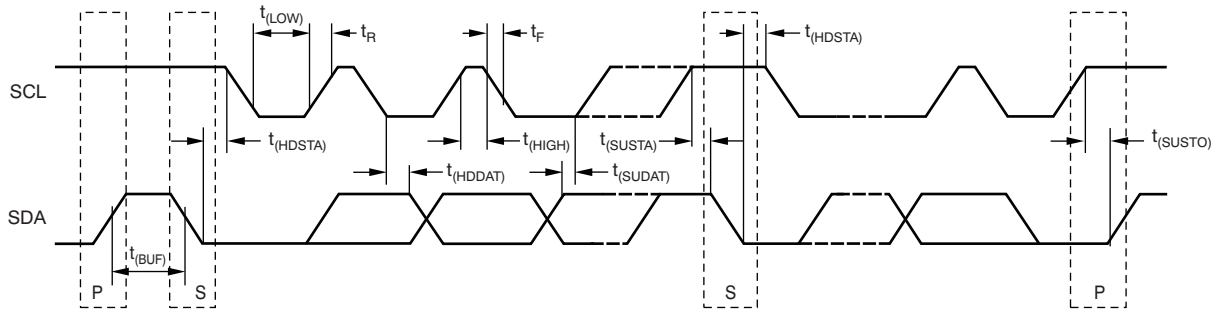 t(LOW)
tR
tF
t(HDSTA)
SCL
t(HDSTA)
t(HIGH)
t(SUSTA)
t(SUSTO)
t(HDDAT)
t(SUDAT)
SDA
t(BUF)
P
S
S
P